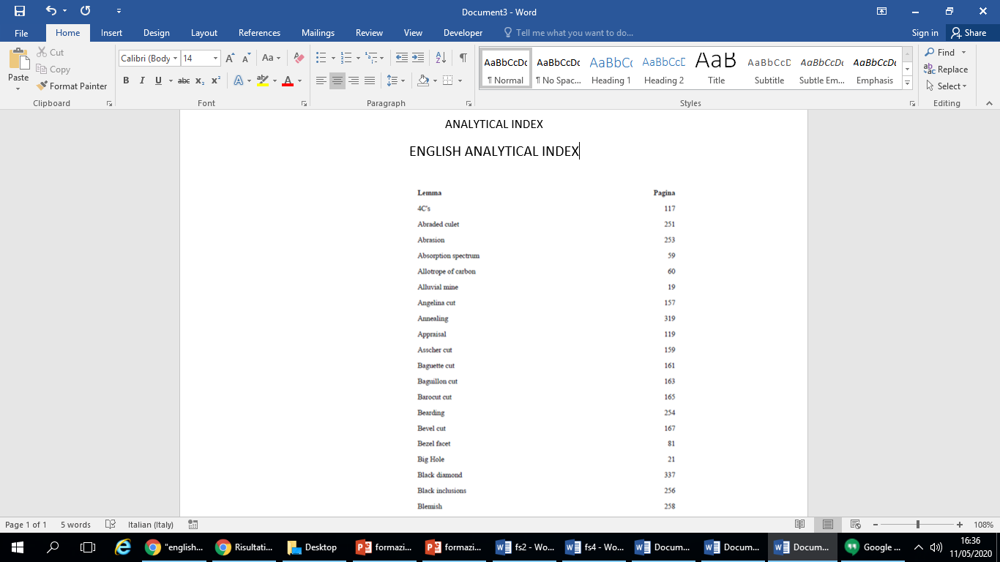 Document3 - Word
File Home Insert Design Layout References Mailings Review View Developer Tell me what you want to do... Sign in Share
Paste
Cut
Copy
Format Painter
Clipboard
Calibri (Body 14
Font
Paragraph
AaBbCcDc AaBbCcDc AaBbCc AaBbCcD AaB AaBbCcD AaBbCcDc AaBbCcDc
¶ Normal ¶ No Spac... Heading 1 Heading 2 Title Subtitle Subtle Em... Emphasis
Styles
Find
Replace
Select
Editing
ANALYTICAL INDEX
ENGLISH ANALYTICAL INDEX
Lemma Pagina
4C's 117
Abraded culet 251
Abrasion 253
Absorption spectrum 59
Allotrope of carbon 60
Alluvial mine 19
Angelina cut 157
Annealing 319
Appraisal 119
Asscher cut 159
Baguette cut 161
Baguillon cut 163
Barocut cut 165
Bearding 254
Bevel cut 167
Bezel facet 81
Big Hole 21
Black diamond 337
Black inclusions 256
Blemish 258
Page 1 of 1 5 words Italian (Italy) 108%
"english... Risultati... Desktop formazi... formazi... fs2 - Wo... fs4 - Wo... Docum... Docum... Docum... Google ...
16:36
11/05/2020